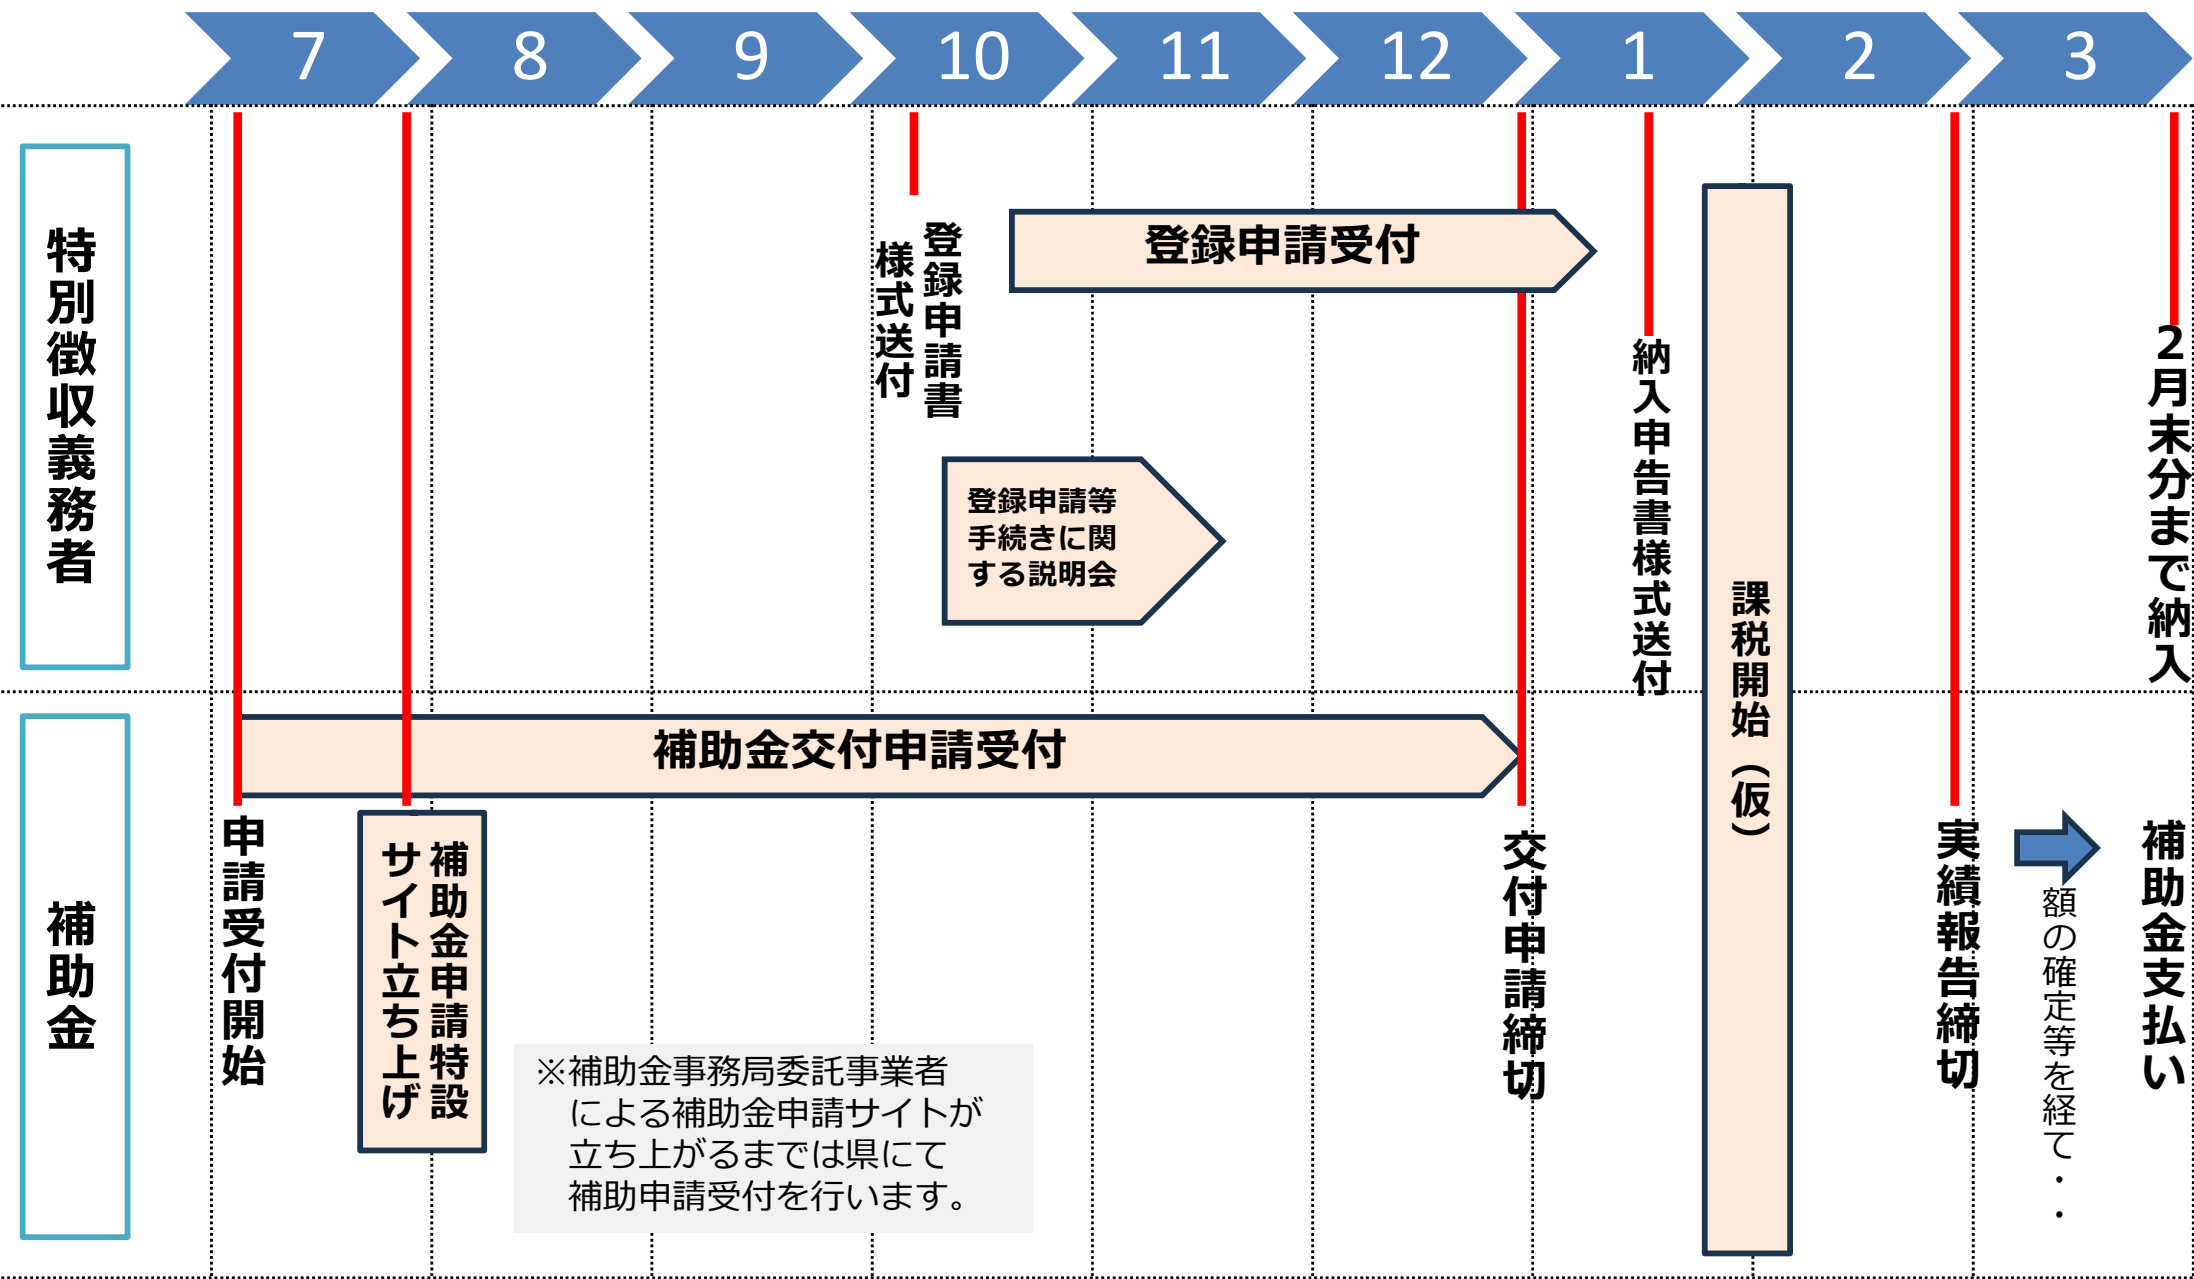 7
8
9
10
11
12
1
2
3
特別徴収義務者
登録申請書
様式送付
登録申請受付
登録申請等
手続きに関
する説明会
納入申告書様式送付
課税開始（仮）
２月末分まで納入
補助金
補助金交付申請受付
申請受付開始
補助金申請特設
サイト立ち上げ
※補助金事務局委託事業者
による補助金申請サイトが
立ち上がるまでは県にて
補助申請受付を行います。
交付申請締切
実績報告締切
額の確定等を経て・・
補助金支払い